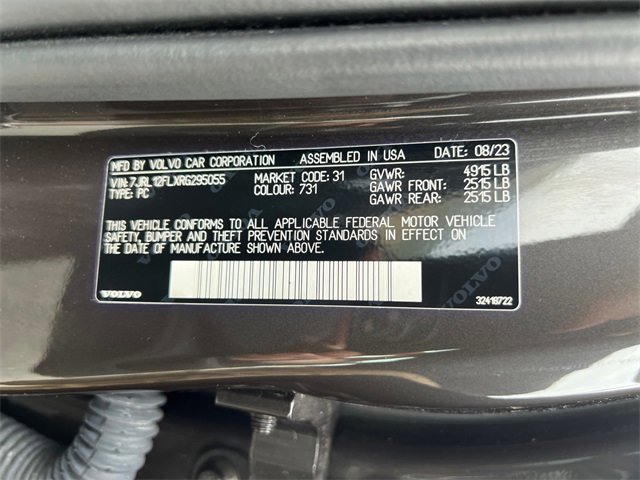 MFD BY VOLVO CAR CORPORATION ASSEMBLED IN USA DATE: 08/23
VIN: 7JRL12FLXRG295055 MARKET CODE: 31 GVWR: 4915 LB
TYPE: PC COLOUR: 731 GAWR FRONT: 2515 LB
GAWR REAR: 2515 LB
THIS VEHICLE CONFORMS TO ALL APPLICABLE FEDERAL MOTOR VEHICLE
SAFETY, BUMPER AND THEFT PREVENTION STANDARDS IN EFFECT ON
THE DATE OF MANUFACTURE SHOWN ABOVE.
VOLVO 32418722